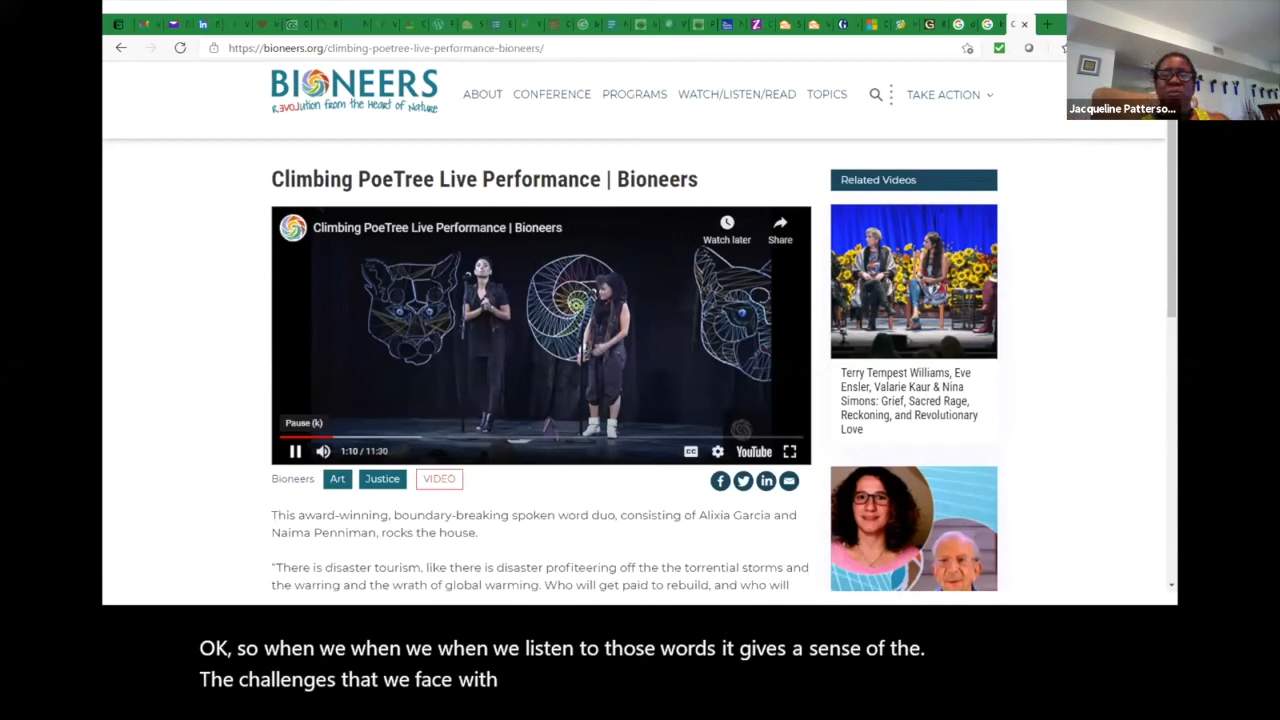 https://bioneers.org/climbing-poetree-live-performance-bioneers/
Jacqueline Patterso...
BIONEERS
REVOLution from the Heart of Nature
ABOUT CONFERENCE PROGRAMS WATCH/LISTEN/READ TOPICS TAKE ACTION
Climbing PoeTree Live Performance | Bioneers
Climbing PoeTree Live Performance | Bioneers
Watch later
Share
Pause (k)
1:10 / 11:30
CC
YouTube
Bioneers Art Justice VIDEO
This award-winning, boundary-breaking spoken word duo, consisting of Alixia Garcia and
Naima Penniman, rocks the house.
“There is disaster tourism, like there is disaster profiteering off the the torrential storms and
the warring and the wrath of global warming. Who will get paid to rebuild, and who will
Related Videos
Terry Tempest Williams, Eve
Ensler, Valarie Kaur & Nina
Simons: Grief, Sacred Rage,
Reckoning, and Revolutionary
Love
OK, so when we when we when we listen to those words it gives a sense of the.
The challenges that we face with